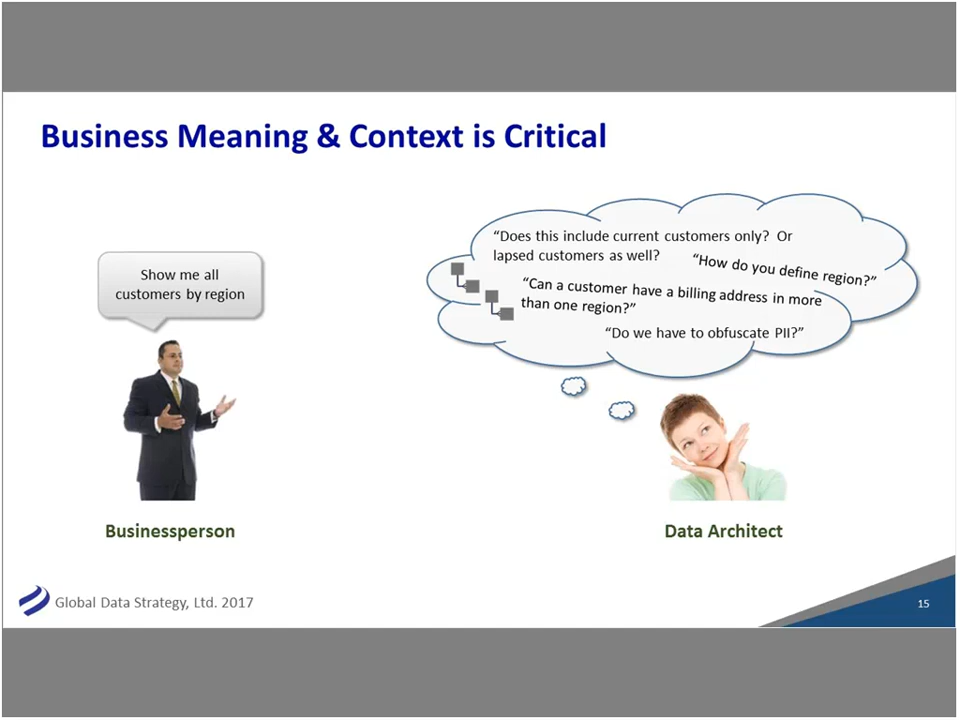 Business Meaning & Context is Critical
Show me all
customers by region
“Does this include current customers only?  Or
lapsed customers as well?
“How do you define region?”
“Can a customer have a billing address in more
than one region?”
“Do we have to obfuscate PII?”
Businessperson
Data Architect
Global Data Strategy, Ltd. 2017
15